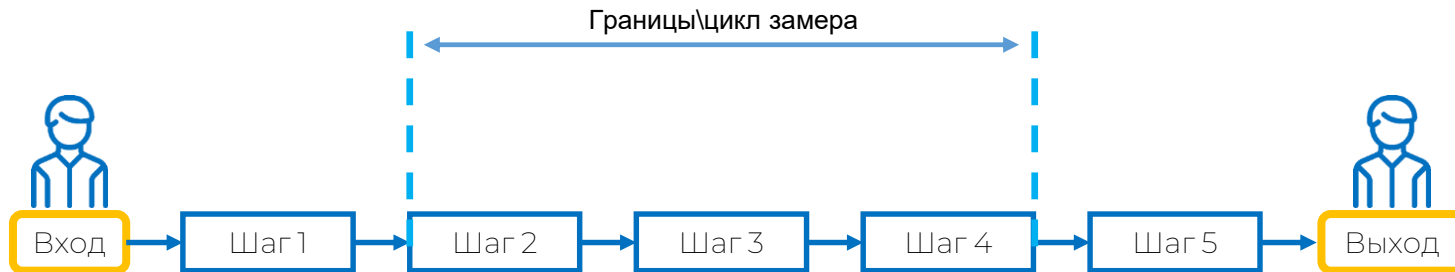 Границы\цикл замера
Вход
Шаг 1
Шаг 2
Шаг 3
Шаг 4
Шаг 5
Выход